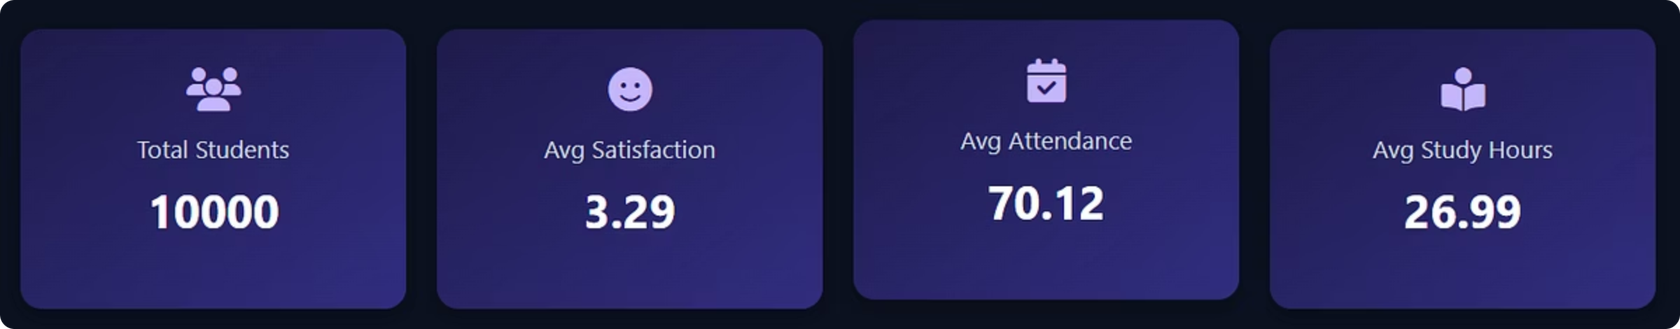 Total Students
10000
Avg Satisfaction
3.29
Avg Attendance
70.12
Avg Study Hours
26.99